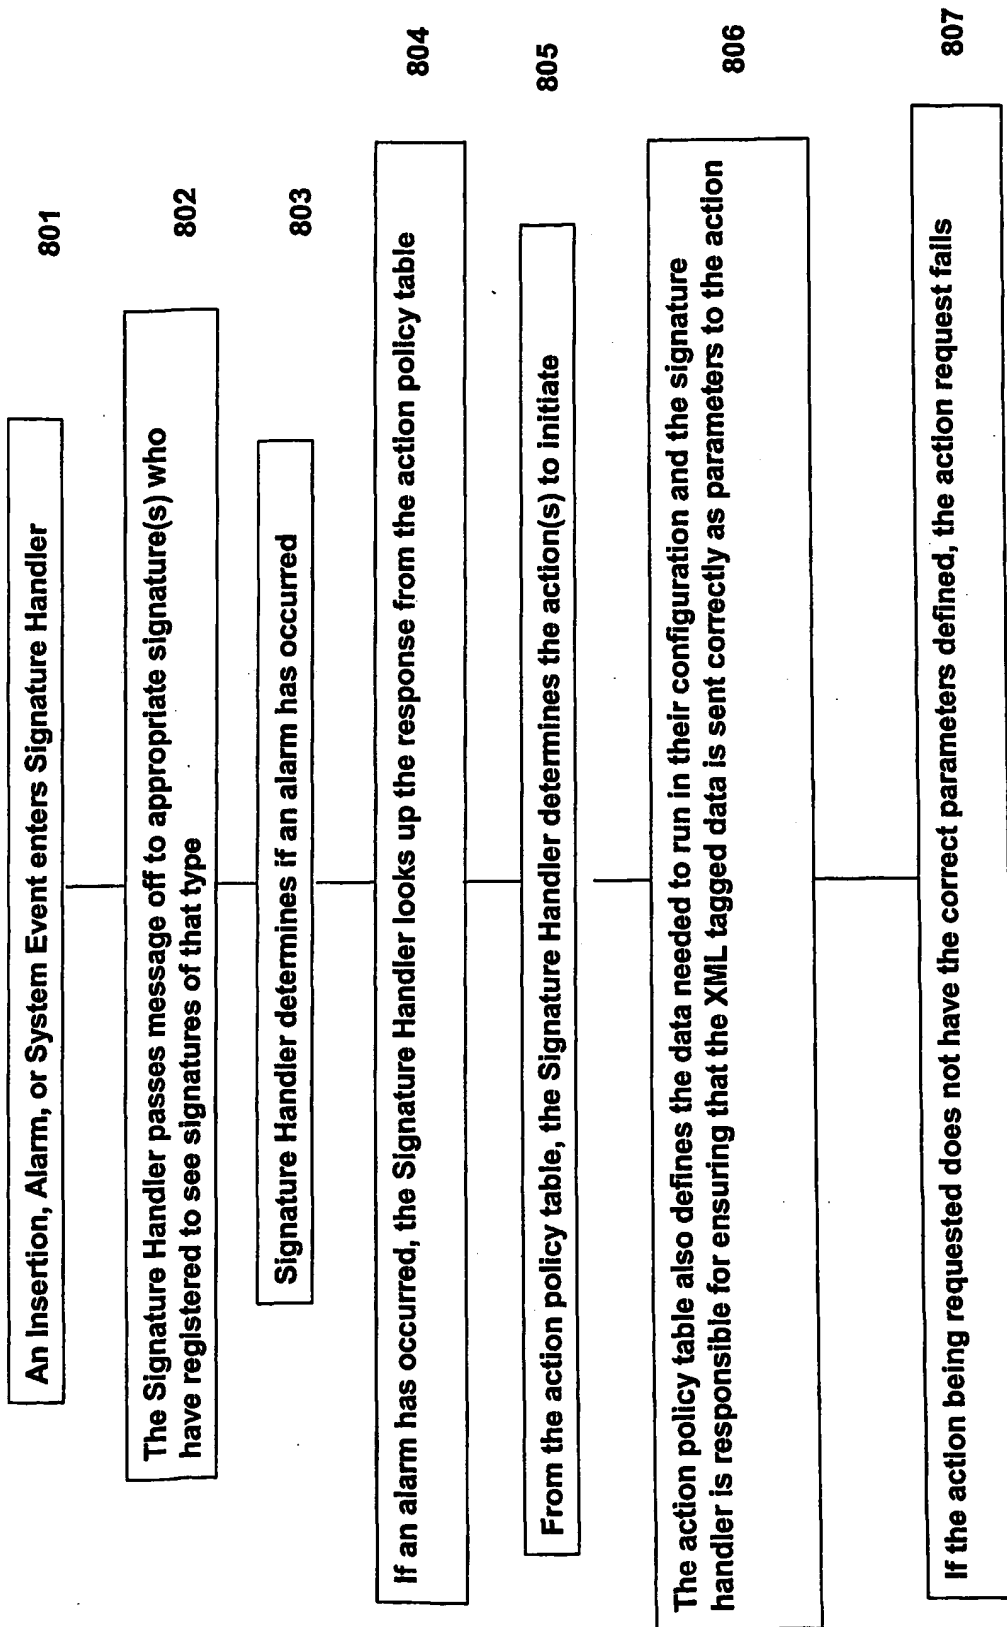 An Insertion, Alarm, or System Event enters Signature Handler
801
The Signature Handler passes message off to appropriate signature(s) who
have registered to see signatures of that type
802
Signature Handler determines if an alarm has occurred
803
If an alarm has occurred, the Signature Handler looks up the response from the action policy table
804
From the action policy table, the Signature Handler determines the action(s) to initiate
805
The action policy table also defines the data needed to run in their configuration and the signature
handler is responsible for ensuring that the XML tagged data is sent correctly as parameters to the action
806
If the action being requested does not have the correct parameters defined, the action request fails
807